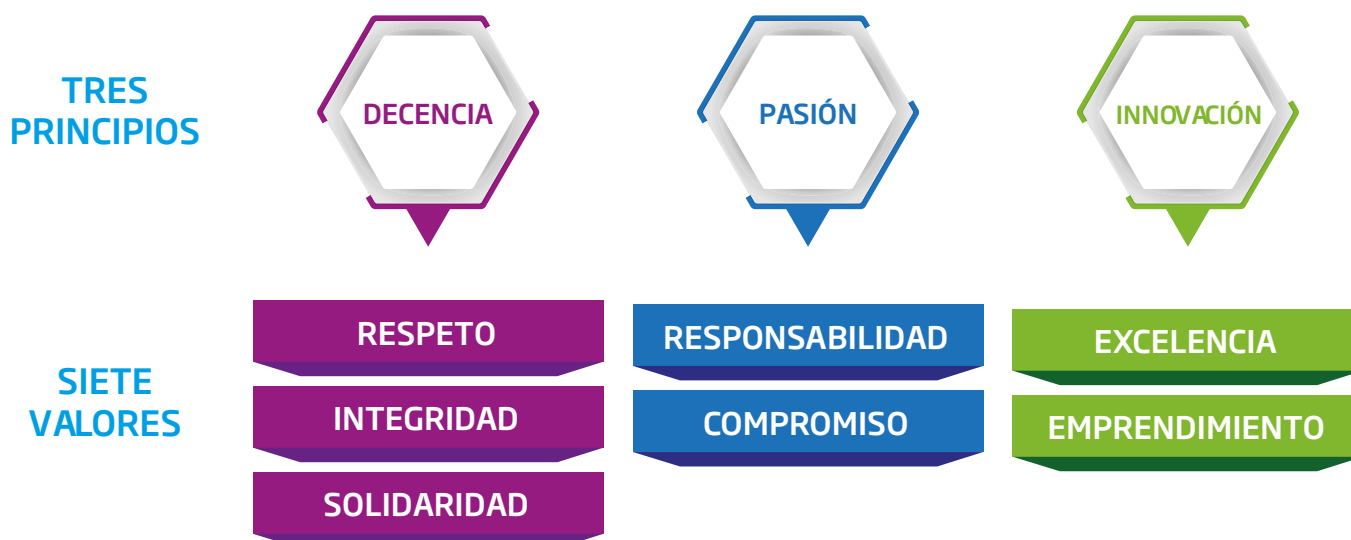 TRES
PRINCIPIOS
DECENCIA
PASIÓN
INNOVACIÓN
SIETE
VALORES
RESPETO
INTEGRIDAD
SOLIDARIDAD
RESPONSABILIDAD
COMPROMISO
EXCELENCIA
EMPRENDIMIENTO